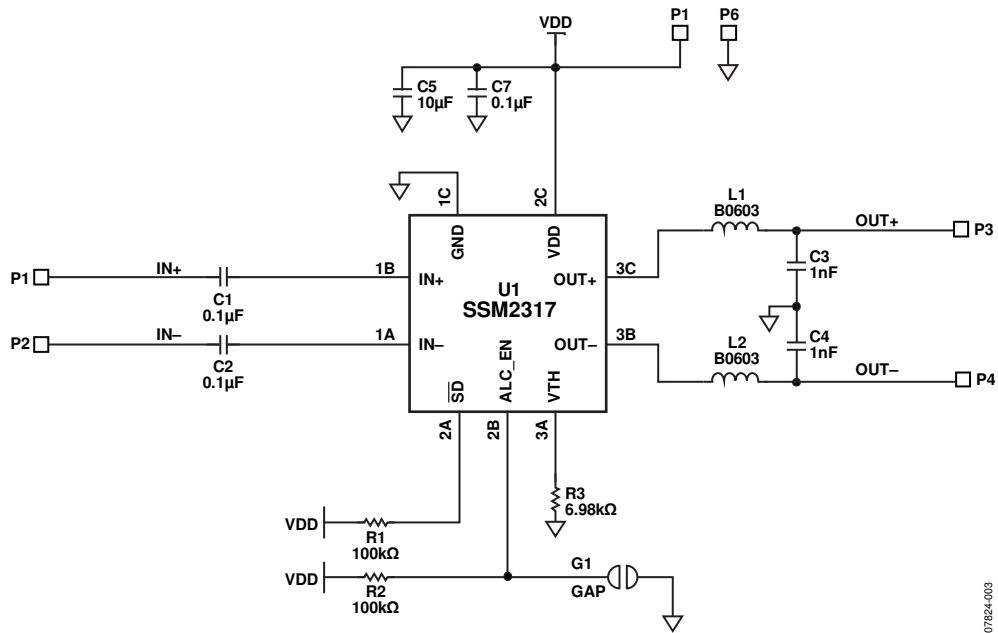 VDD
P1
P6
C5
10µF
C7
0.1µF
1C
2C
GND
VDD
L1
B0603
OUT+
P3
P1
IN+
C1
0.1µF
1B
IN+
U1
SSM2317
OUT+
3C
C3
1nF
P2
IN–
C2
0.1µF
1A
IN–
OUT–
3B
L2
B0603
C4
1nF
OUT–
P4
SD
ALC_EN
VTH
2A
2B
3A
R3
6.98kΩ
VDD
R1
100kΩ
VDD
R2
100kΩ
G1
GAP
07824-003